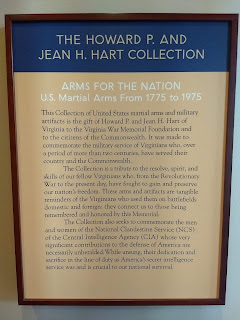 THE HOWARD P. AND
JEAN H. HART COLLECTION
ARMS FOR THE NATION
U.S. Martial Arms From 1775 to 1975
This Collection of United States martial arms and military
artifacts is the gift of Howard P. and Jean H. Hart of
Virginia to the Virginia War Memorial Foundation and
to the citizens of the Commonwealth. It was made to
commemorate the military service of Virginians who, over
a period of more than two centuries, have served their
country and the Commonwealth.
The Collection is a tribute to the resolve, spirit, and
skills of our fellow Virginians who, from the Revolutionary
War to the present day, have fought to gain and preserve
our nation's freedom. These arms and artifacts are tangible
reminders of the Virginians who used them on battlefields
domestic and foreign; they connect us to those being
remembered and honored by this Memorial.
The Collection also seeks to commemorate the men
and women of the National Clandestine Service (NCS)
of the Central Intelligence Agency (CIA) whose very
significant contributions to the defense of America are
necessarily unheralded. While unsung, their dedication and
sacrifice in the line of duty as America's secret intelligence
service was and is crucial to our national survival.